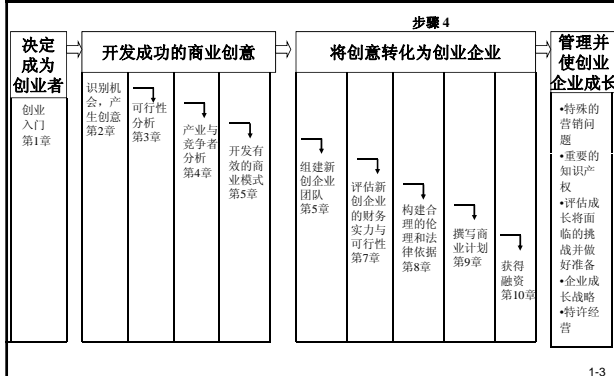 步骤 4
决定
成为
创业者
开发成功的商业创意
将创意转化为创业企业
管理并
使创业
企业成长
创业
入门
第1章
识别机
会，产
生创意
第2章
可行性
分析
第3章
产业与
竞争者
分析
第4章
开发有
效的商
业模式
第5章
组建新
创企业
团队
第5章
评估新
创企业
的财务
实力与
可行性
第7章
构建合
理的伦
理和法
律依据
第8章
撰写商
业计划
第9章
获得
融资
第10章
•特殊的
营销问
题
•重要的
知识产
权
•评估成
长将面
临的挑
战并做
好准备
•企业成
长战略
•特许经
营
1-3